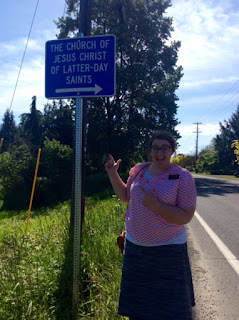 THE CHURCH OF
JESUS CHRIST
OF LATTER-DAY
SAINTS